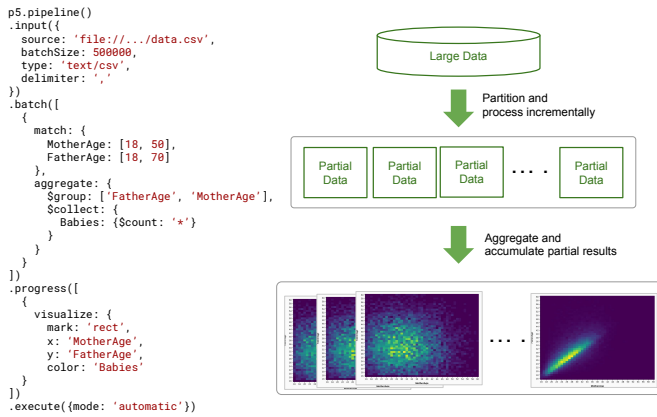 p5.pipeline()
.input({
  source: 'file://.../data.csv',
  batchSize: 500000,
  type: 'text/csv',
  delimiter: ','
})
.batch([
  {
    match: {
      MotherAge: [18, 50],
      FatherAge: [18, 70]
    },
    aggregate: {
      $group: ['FatherAge', 'MotherAge'],
      $collect: {
        Babies: {$count: '*'}
      }
    }
  }
])
.progress([
  {
    visualize: {
      mark: 'rect',
      x: 'MotherAge',
      y: 'FatherAge',
      color: 'Babies'
  }
])
.execute({mode: 'automatic'})
Large Data
Partition and
process incrementally
Partial
Data
Partial
Data
Partial
Data
. . . .
Partial
Data
Aggregate and
accumulate partial results
. . . .